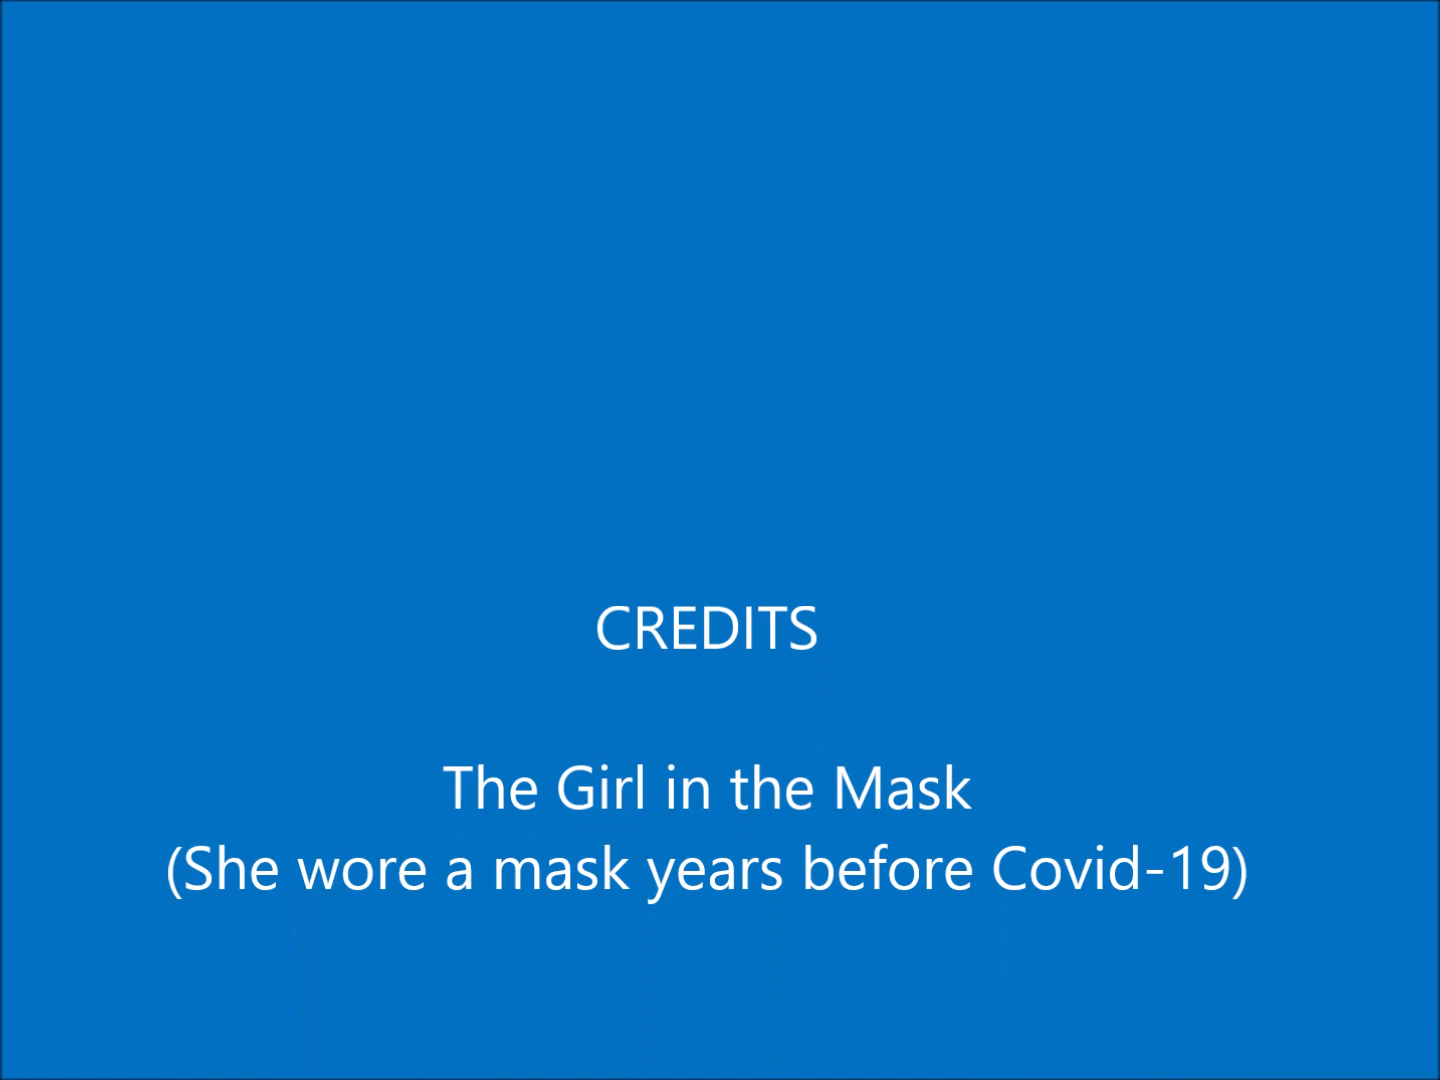 CREDITS
The Girl in the Mask
(She wore a mask years before Covid-19)